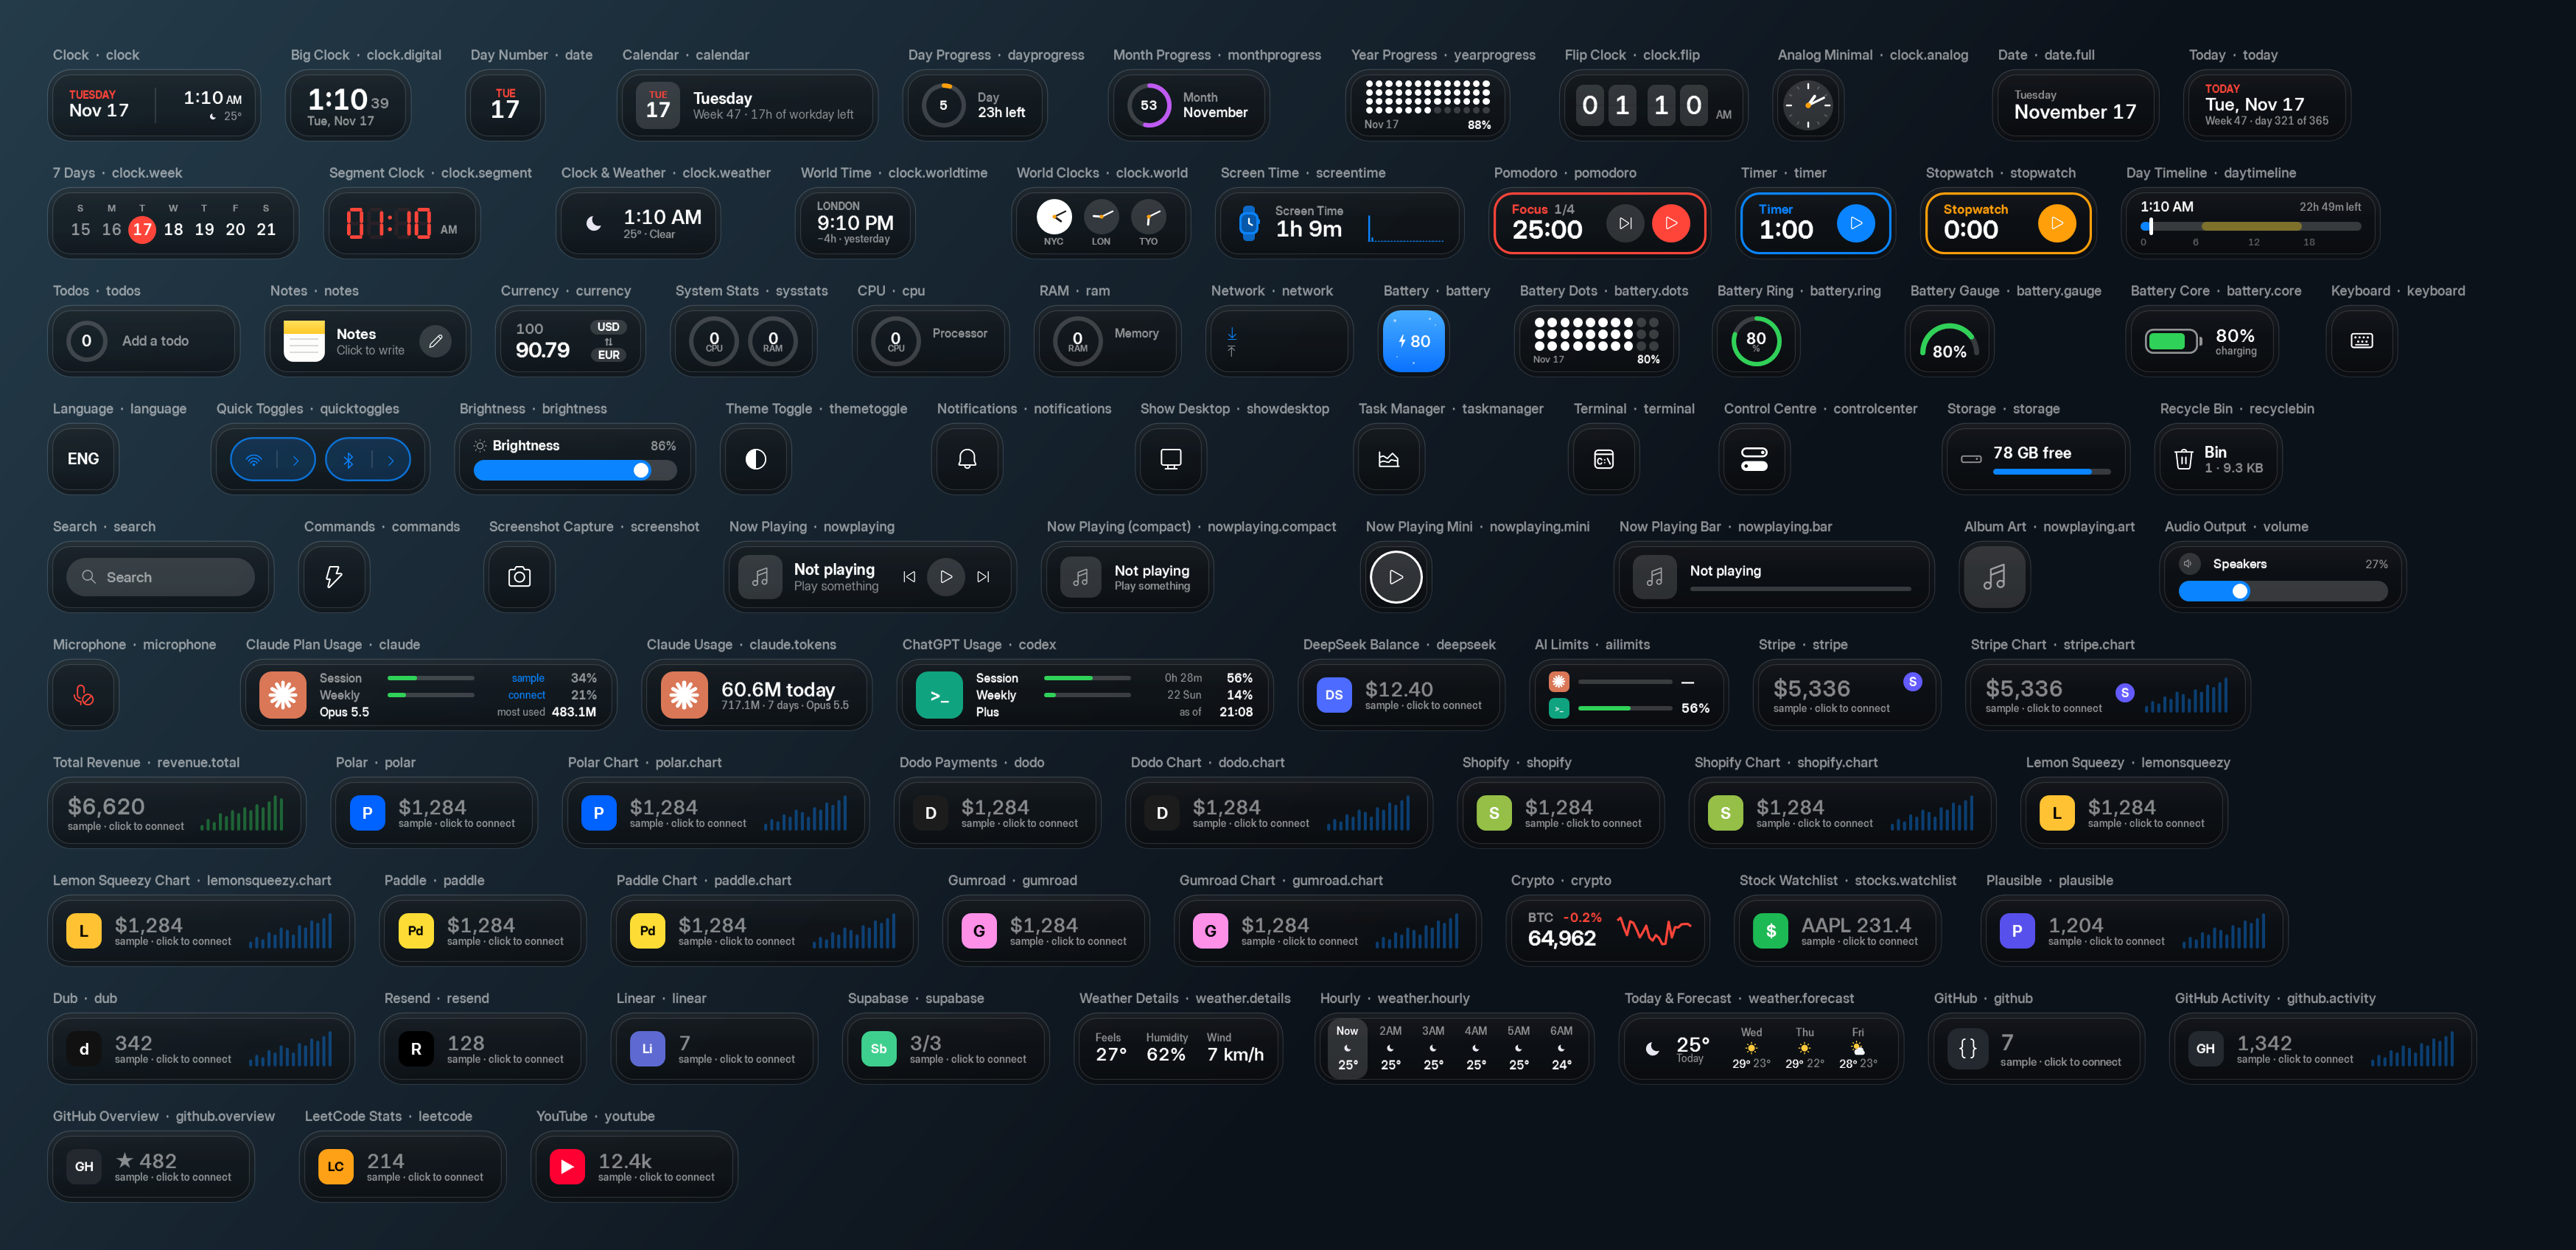 Clock · clock
Big Clock · clock.digital
Day Number · date
Calendar · calendar
Day Progress · dayprogress
Month Progress · monthprogress
Year Progress · yearprogress
Flip Clock · clock.flip
Analog Minimal · clock.analog
Date · date.full
Today · today
TUESDAY
Nov 17
1:10 AM
25°
1:10 39
Tue, Nov 17
TUE
17
TUE
17
Tuesday
Week 47 · 17h of workday left
5
Day
23h left
53
Month
November
Nov 17
88%
0 1 1 0 AM
Tuesday
November 17
TODAY
Tue, Nov 17
Week 47 · day 321 of 365
7 Days · clock.week
Segment Clock · clock.segment
Clock & Weather · clock.weather
World Time · clock.worldtime
World Clocks · clock.world
Screen Time · screentime
Pomodoro · pomodoro
Timer · timer
Stopwatch · stopwatch
Day Timeline · daytimeline
S M T W T F S
15 16 17 18 19 20 21
01:10 AM
1:10 AM
25° · Clear
LONDON
9:10 PM
−4h · yesterday
NYC LON TYO
Screen Time
1h 9m
Focus 1/4
25:00
Timer
1:00
Stopwatch
0:00
1:10 AM
22h 49m left
0 6 12 18
Todos · todos
Notes · notes
Currency · currency
System Stats · sysstats
CPU · cpu
RAM · ram
Network · network
Battery · battery
Battery Dots · battery.dots
Battery Ring · battery.ring
Battery Gauge · battery.gauge
Battery Core · battery.core
Keyboard · keyboard
0
Add a todo
Notes
Click to write
100
90.79
USD
EUR
0
CPU
0
RAM
0
CPU
Processor
0
RAM
Memory
80
Nov 17
80%
80
%
80%
80%
charging
Language · language
Quick Toggles · quicktoggles
Brightness · brightness
Theme Toggle · themetoggle
Notifications · notifications
Show Desktop · showdesktop
Task Manager · taskmanager
Terminal · terminal
Control Centre · controlcenter
Storage · storage
Recycle Bin · recyclebin
ENG
Brightness
86%
C:\
78 GB free
Bin
1 · 9.3 KB
Search · search
Commands · commands
Screenshot Capture · screenshot
Now Playing · nowplaying
Now Playing (compact) · nowplaying.compact
Now Playing Mini · nowplaying.mini
Now Playing Bar · nowplaying.bar
Album Art · nowplaying.art
Audio Output · volume
Search
Not playing
Play something
Not playing
Play something
Not playing
Speakers
27%
Microphone · microphone
Claude Plan Usage · claude
Claude Usage · claude.tokens
ChatGPT Usage · codex
DeepSeek Balance · deepseek
AI Limits · ailimits
Stripe · stripe
Stripe Chart · stripe.chart
Session sample 34%
Weekly connect 21%
Opus 5.5 most used 483.1M
60.6M today
717.1M · 7 days · Opus 5.5
>_
Session 0h 28m 56%
Weekly 22 Sun 14%
Plus as of 21:08
DS
$12.40
sample · click to connect
—
>_
56%
$5,336
S
sample · click to connect
$5,336
S
sample · click to connect
Total Revenue · revenue.total
Polar · polar
Polar Chart · polar.chart
Dodo Payments · dodo
Dodo Chart · dodo.chart
Shopify · shopify
Shopify Chart · shopify.chart
Lemon Squeezy · lemonsqueezy
$6,620
sample · click to connect
P
$1,284
sample · click to connect
P
$1,284
sample · click to connect
D
$1,284
sample · click to connect
D
$1,284
sample · click to connect
S
$1,284
sample · click to connect
S
$1,284
sample · click to connect
L
$1,284
sample · click to connect
Lemon Squeezy Chart · lemonsqueezy.chart
Paddle · paddle
Paddle Chart · paddle.chart
Gumroad · gumroad
Gumroad Chart · gumroad.chart
Crypto · crypto
Stock Watchlist · stocks.watchlist
Plausible · plausible
L
$1,284
sample · click to connect
Pd
$1,284
sample · click to connect
Pd
$1,284
sample · click to connect
G
$1,284
sample · click to connect
G
$1,284
sample · click to connect
BTC -0.2%
64,962
$
AAPL 231.4
sample · click to connect
P
1,204
sample · click to connect
Dub · dub
Resend · resend
Linear · linear
Supabase · supabase
Weather Details · weather.details
Hourly · weather.hourly
Today & Forecast · weather.forecast
GitHub · github
GitHub Activity · github.activity
d
342
sample · click to connect
R
128
sample · click to connect
Li
7
sample · click to connect
Sb
3/3
sample · click to connect
Feels Humidity Wind
27° 62% 7 km/h
Now 2AM 3AM 4AM 5AM 6AM
25° 25° 25° 25° 25° 24°
25°
Today
Wed Thu Fri
29° 23° 29° 22° 28° 23°
{ }
7
sample · click to connect
GH
1,342
sample · click to connect
GitHub Overview · github.overview
LeetCode Stats · leetcode
YouTube · youtube
GH
★ 482
sample · click to connect
LC
214
sample · click to connect
12.4k
sample · click to connect